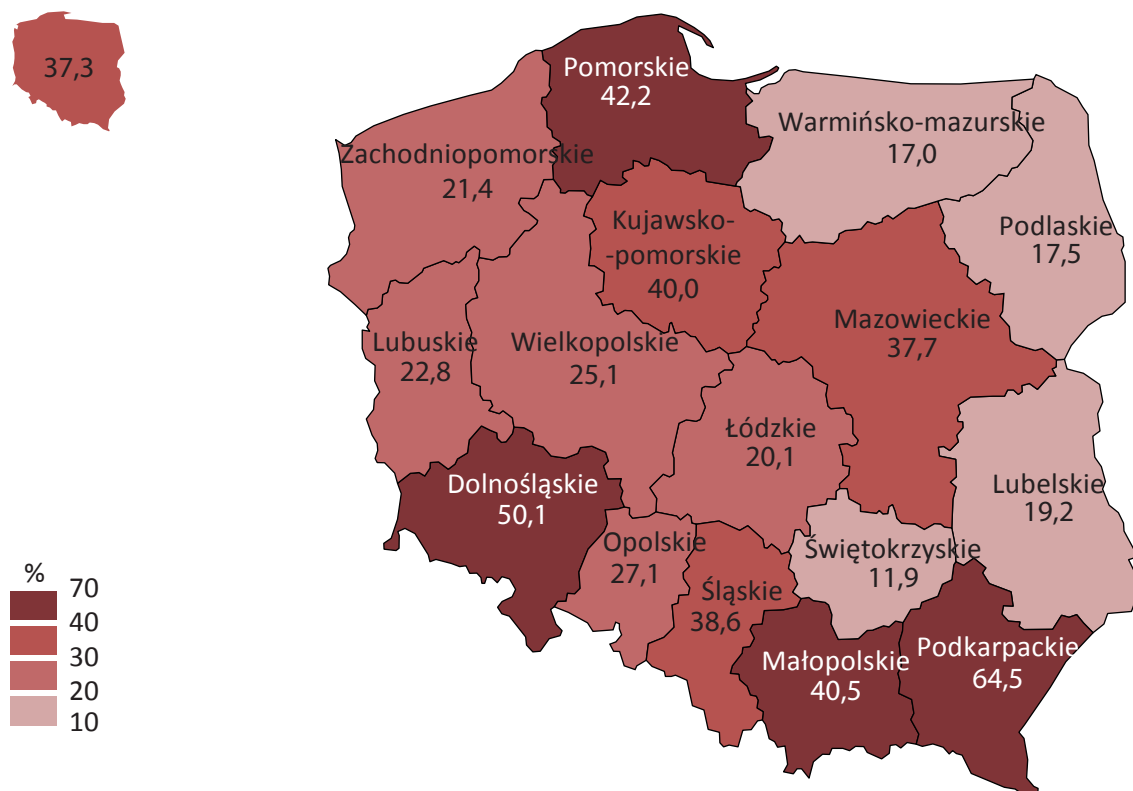 37,3
Pomorskie
42,2
Warmińsko-mazurskie
17,0
Zachodniopomorskie
21,4
Podlaskie
17,5
Kujawsko-
-pomorskie
40,0
Mazowieckie
37,7
Lubuskie
22,8
Wielkopolskie
25,1
Łódzkie
20,1
Dolnośląskie
50,1
Lubelskie
19,2
Opolskie
27,1
Świętokrzyskie
11,9
Śląskie
38,6
Małopolskie
40,5
Podkarpackie
64,5
%
70
40
30
20
10